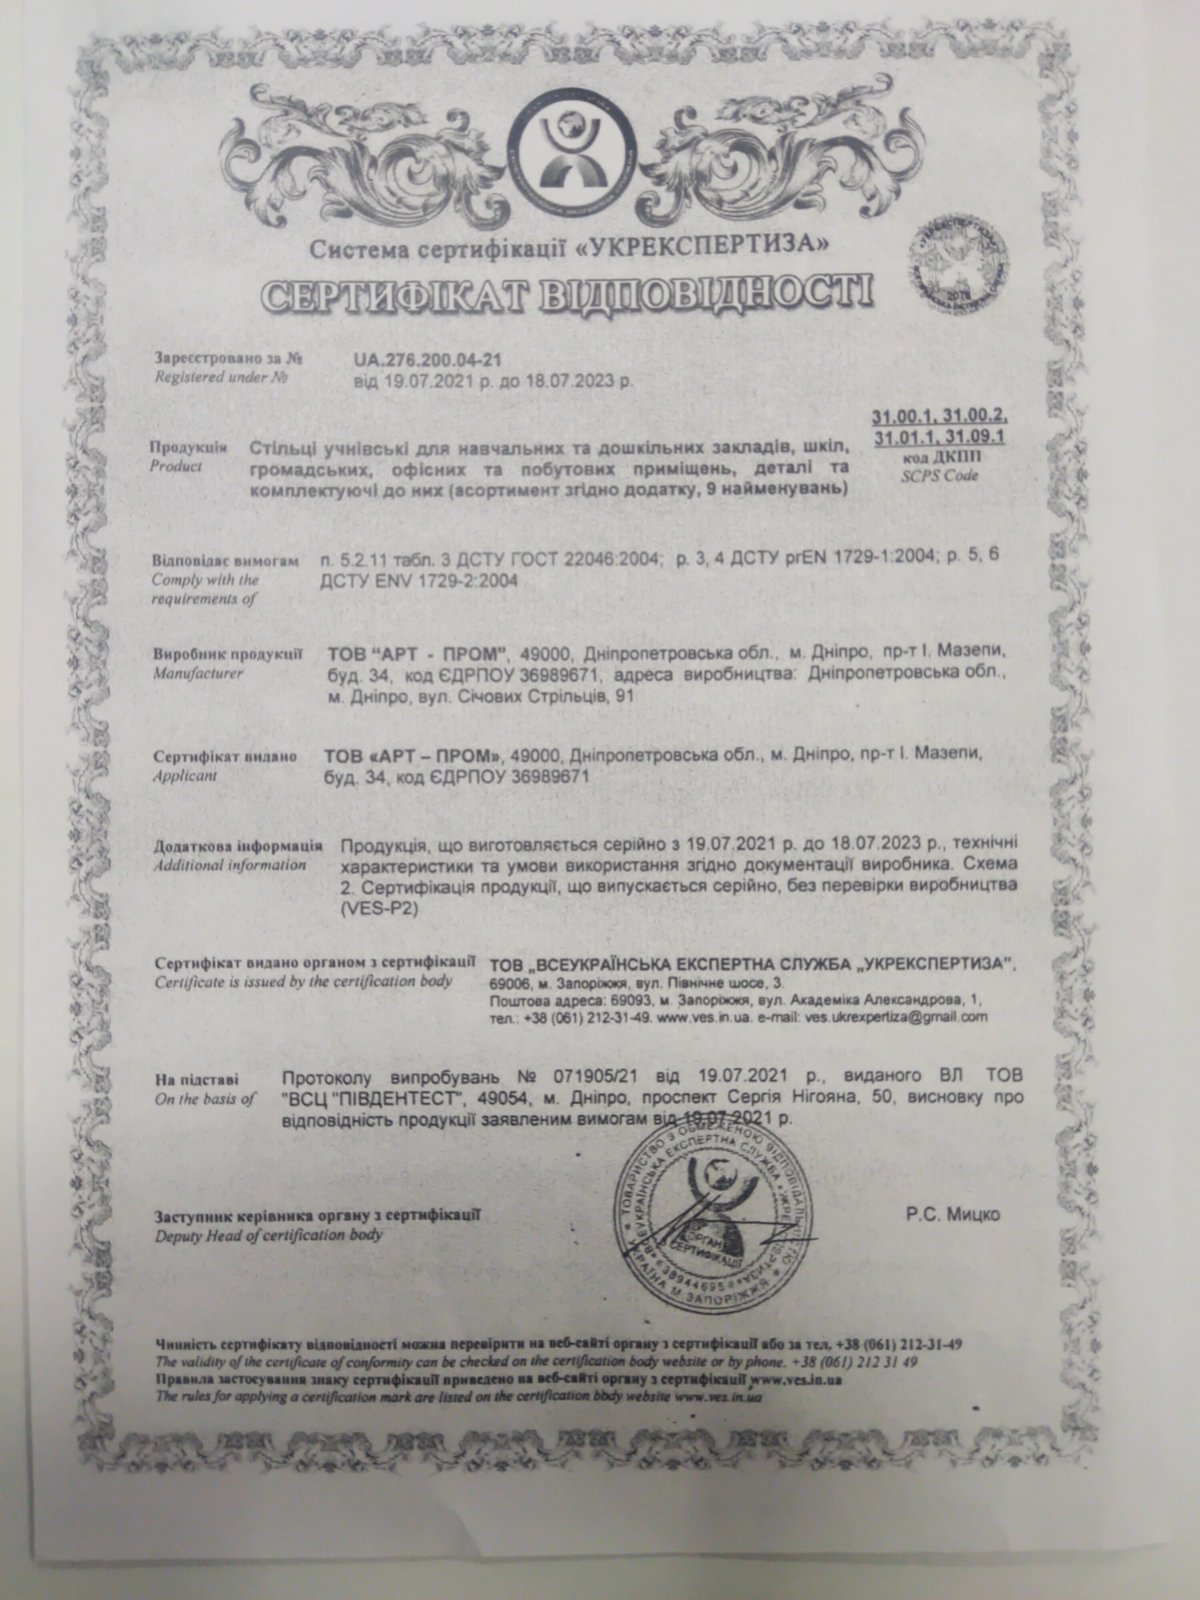 Система сертифікації «УКРЕКСПЕРТИЗА»
СЕРТИФІКАТ ВІДПОВІДНОСТІ
Зареєстровано за №
Registered under №
UA.276.200.04-21
від 19.07.2021 р. до 18.07.2023 р.
31.00.1, 31.00.2,
31.01.1, 31.09.1
код ДКПП
SCPS Code
Продукція
Product
Стільці учнівські для навчальних та дошкільних закладів, шкіл,
громадських, офісних та побутових приміщень, деталі та
комплектуючі до них (асортимент згідно додатку, 9 найменувань)
Відповідає вимогам
Comply with the
requirements of
п. 5.2.11 табл. 3 ДСТУ ГОСТ 22046:2004; р. 3, 4 ДСТУ prEN 1729-1:2004; р. 5, 6
ДСТУ ENV 1729-2:2004
Виробник продукції
Manufacturer
ТОВ "АРТ - ПРОМ", 49000, Дніпропетровська обл., м. Дніпро, пр-т І. Мазепи,
буд. 34, код ЄДРПОУ 36989671, адреса виробництва: Дніпропетровська обл.,
м. Дніпро, вул. Січових Стрільців, 91
Сертифікат видано
Applicant
ТОВ «АРТ – ПРОМ», 49000, Дніпропетровська обл., м. Дніпро, пр-т І. Мазепи,
буд. 34, код ЄДРПОУ 36989671
Додаткова інформація
Additional information
Продукція, що виготовляється серійно з 19.07.2021 р. до 18.07.2023 р., технічні
характеристики та умови використання згідно документації виробника. Схема
2. Сертифікація продукції, що випускається серійно, без перевірки виробництва
(VES-P2)
Сертифікат видано органом з сертифікації
Certificate is issued by the certification body
ТОВ „ВСЕУКРАЇНСЬКА ЕКСПЕРТНА СЛУЖБА „УКРЕКСПЕРТИЗА",
69006, м. Запоріжжя, вул. Північне шосе, 3.
Поштова адреса: 69093, м. Запоріжжя, вул. Академіка Александрова, 1,
тел.: +38 (061) 212-31-49. www.ves.in.ua. e-mail: ves.ukrexpertiza@gmail.com
На підставі
On the basis of
Протоколу випробувань № 071905/21 від 19.07.2021 р., виданого ВЛ ТОВ
"ВСЦ "ПІВДЕНТЕСТ", 49054, м. Дніпро, проспект Сергія Нігояна, 50, висновку про
відповідність продукції заявленим вимогам від 19.07.2021 р.
Заступник керівника органу з сертифікації
Deputy Head of certification body
ТОВАРИСТВО З ОБМЕЖЕНОЮ ВІДПОВІДАЛЬНІСТЮ
ВСЕУКРАЇНСЬКА ЕКСПЕРТНА СЛУЖБА
ОРГАН
З СЕРТИФІКАЦІЇ
38944695
УКРАЇНА М ЗАПОРІЖЖЯ
Р.С. Мицко
Чинність сертифікату відповідності можна перевірити на веб-сайті органу з сертифікації або за тел. +38 (061) 212-31-49
The validity of the certificate of conformity can be checked on the certification body website or by phone. +38 (061) 212 31 49
Правила застосування знаку сертифікації приведено на веб-сайті органу з сертифікації www.ves.in.ua
The rules for applying a certification mark are listed on the certification body website www.ves.in.ua